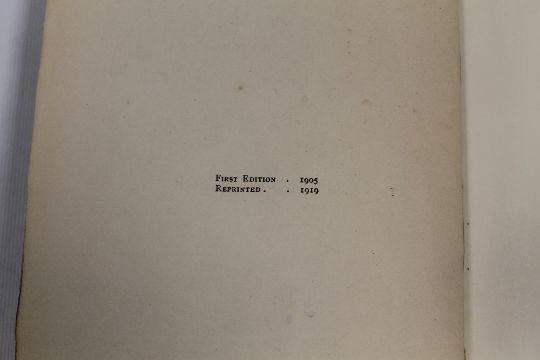 First Edition . 1905
Reprinted . . 1919